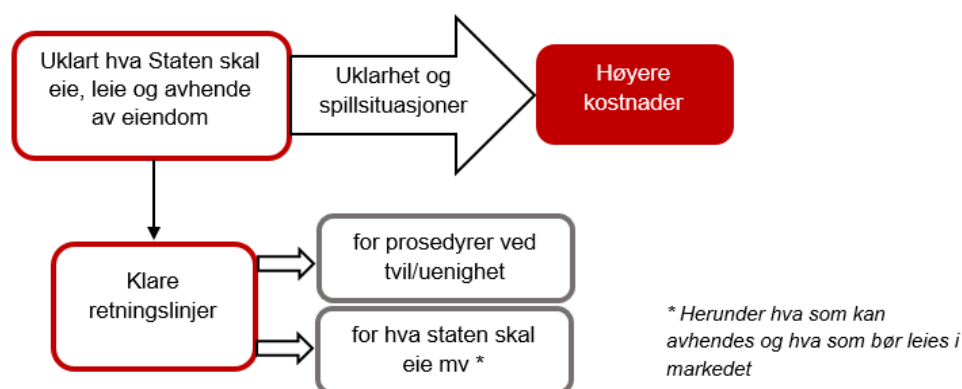 Uklart hva Staten skal
eie, leie og avhende
av eiendom
Uklarhet og
spillsituasjoner
Høyere
kostnader
Klare
retningslinjer
for prosedyrer ved
tvil/uenighet
for hva staten skal
eie mv *
* Herunder hva som kan
avhendes og hva som bør leies i
markedet